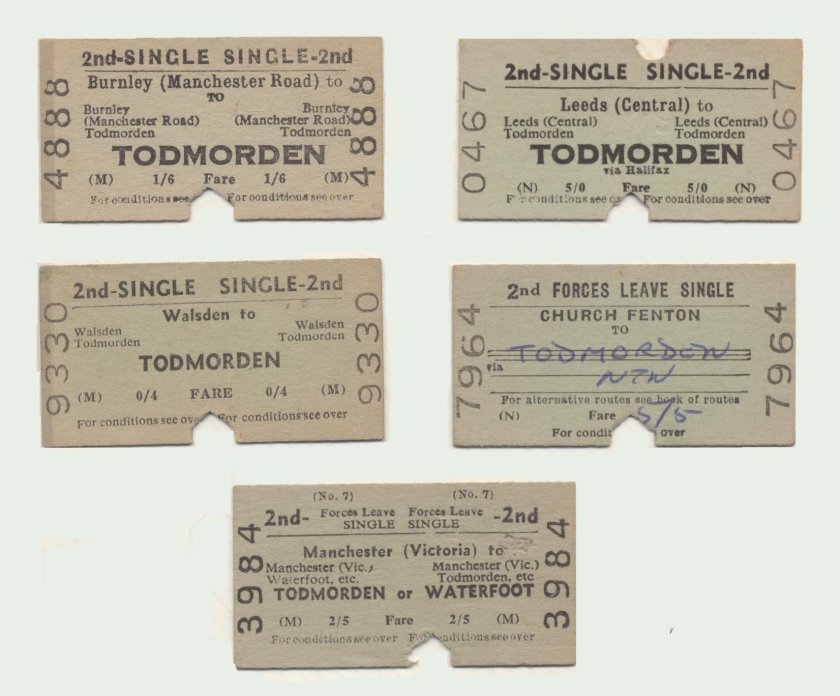 2nd-SINGLE SINGLE-2nd
Burnley (Manchester Road) to
TO
Burnley Burnley
(Manchester Road) (Manchester Road)
Todmorden Todmorden
TODMORDEN
(M) 1/6 Fare 1/6 (M)
For conditions see For conditions see over
4888 4888
2nd-SINGLE SINGLE-2nd
Leeds (Central) to
Leeds (Central) Leeds (Central)
Todmorden Todmorden
TODMORDEN
via Halifax
(N) 5/0 Fare 5/0 (N)
conditions see For conditions see over
0467 0467
2nd-SINGLE SINGLE-2nd
Walsden to
Walsden Walsden
Todmorden Todmorden
TODMORDEN
(M) 0/4 FARE 0/4 (M)
For conditions see For conditions see over
9330 9330
2nd FORCES LEAVE SINGLE
CHURCH FENTON
TO
TODMORDEN
via
NTN
For alternative routes see book of routes
(N) Fare 5/5
For condit over
7964 7964
(No. 7) (No. 7)
2nd- Forces Leave Forces Leave -2nd
SINGLE SINGLE
Manchester (Victoria) to
Manchester (Vic.) Manchester (Vic.)
Waterfoot, etc. Todmorden, etc
TODMORDEN or WATERFOOT
(M) 2/5 Fare 2/5 (M)
For conditions see over conditions see over
3984 3984